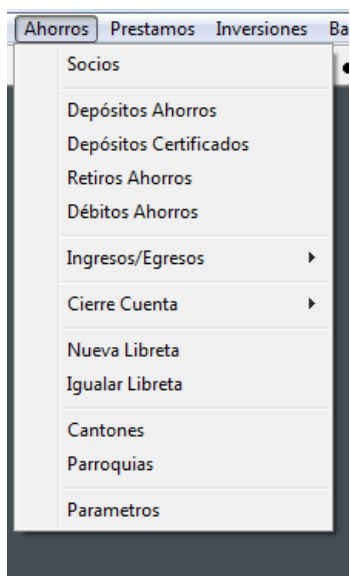 Ahorros Prestamos Inversiones
Socios
Depósitos Ahorros
Depósitos Certificados
Retiros Ahorros
Débitos Ahorros
Ingresos/Egresos
Cierre Cuenta
Nueva Libreta
Igualar Libreta
Cantones
Parroquias
Parametros